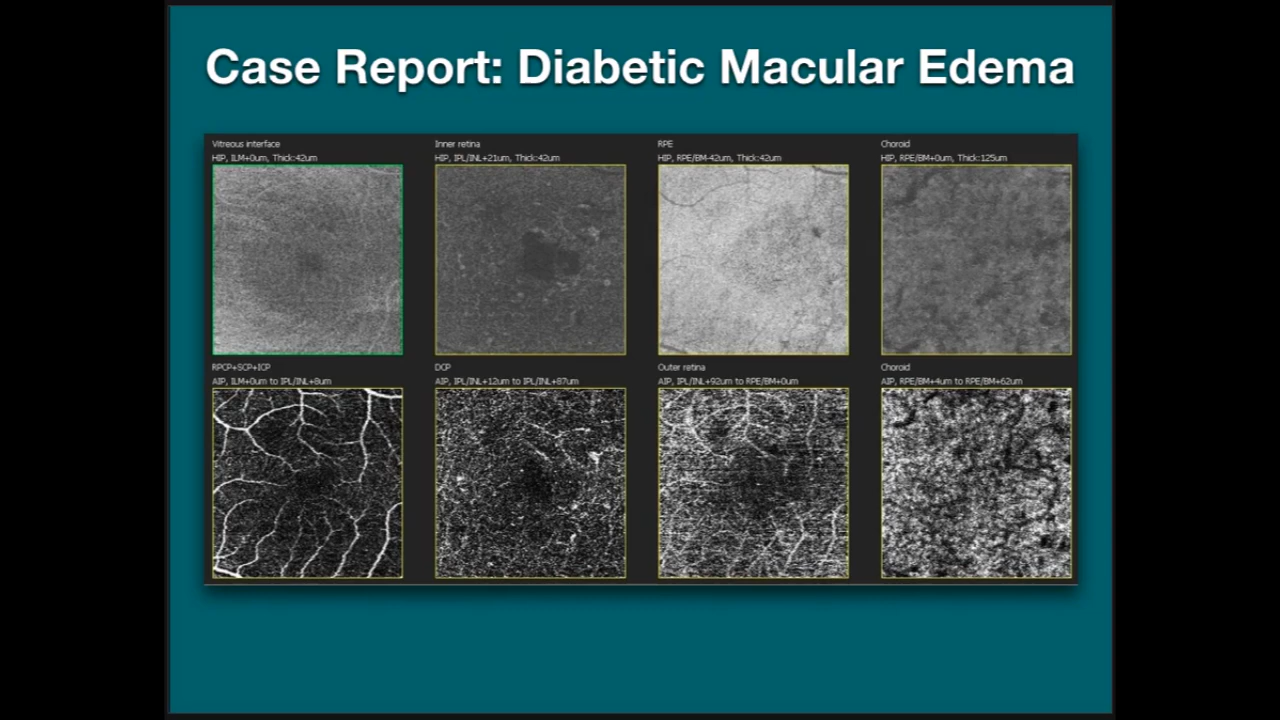 Case Report: Diabetic Macular Edema
Vitreous interface
HIP, ILM+0um, Thick:42um
Inner retina
HIP, IPL/INL+21um, Thick:42um
RPE
HIP, RPE/BM-42um, Thick:42um
Choroid
HIP, RPE/BM+0um, Thick:125um
RPCP+SCP+ICP
AIP, ILM+0um to IPL/INL+8um
DCP
AIP, IPL/INL+12um to IPL/INL+87um
Outer retina
AIP, IPL/INL+92um to RPE/BM+0um
Choroid
AIP, RPE/BM+4um to RPE/BM+62um